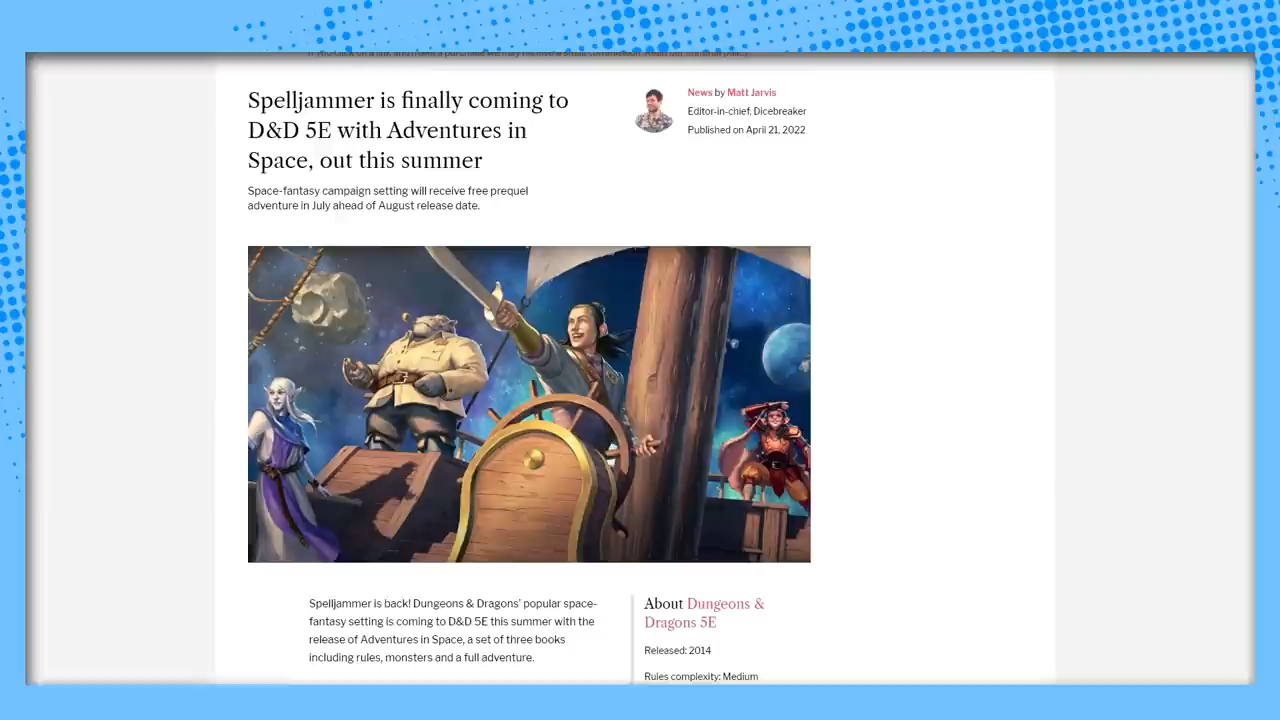 Spelljammer is finally coming to
D&D 5E with Adventures in
Space, out this summer
Space-fantasy campaign setting will receive free prequel
adventure in July ahead of August release date.
News by Matt Jarvis
Editor-in-chief, Dicebreaker
Published on April 21, 2022
Spelljammer is back! Dungeons & Dragons' popular space-
fantasy setting is coming to D&D 5E this summer with the
release of Adventures in Space, a set of three books
including rules, monsters and a full adventure.
About Dungeons &
Dragons 5E
Released: 2014
Rules complexity: Medium